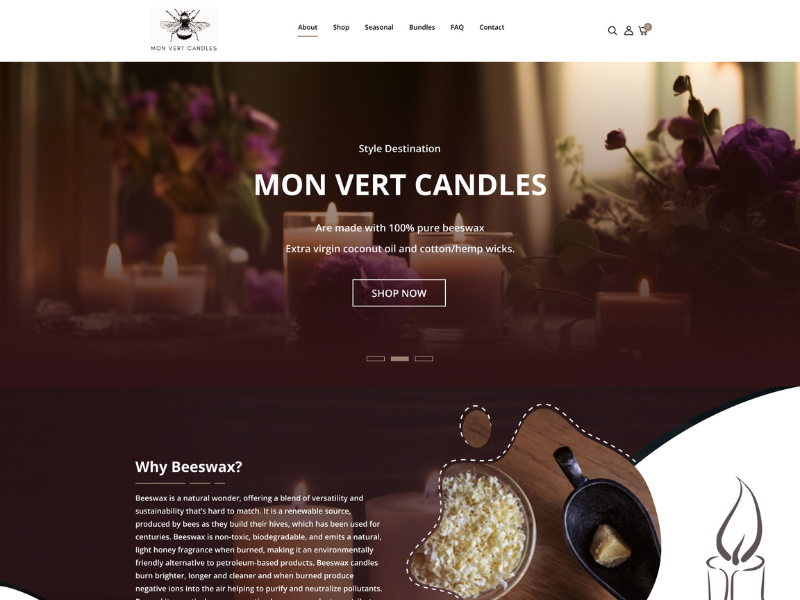 MON VERT CANDLES
About
Shop
Seasonal
Bundles
FAQ
Contact
0
Style Destination
MON VERT CANDLES
Are made with 100% pure beeswax
Extra virgin coconut oil and cotton/hemp wicks.
SHOP NOW
Why Beeswax?
Beeswax is a natural wonder, offering a blend of versatility and
sustainability that's hard to match. It is a renewable source,
produced by bees as they build their hives, which has been used for
centuries. Beeswax is non-toxic, biodegradable, and emits a natural,
light honey fragrance when burned, making it an environmentally
friendly alternative to petroleum-based products. Beeswax candles
burn brighter, longer and cleaner and when burned produce
negative ions into the air helping to purify and neutralize pollutants.